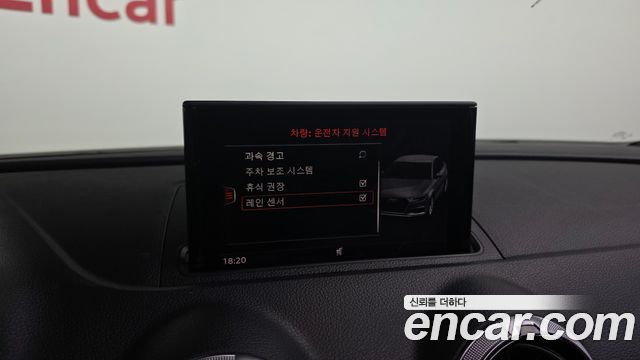 Encar
차량: 운전자 지원 시스템
과속 경고
주차 보조 시스템
휴식 권장
레인 센서
18:20
신뢰를 더하다
encar.com